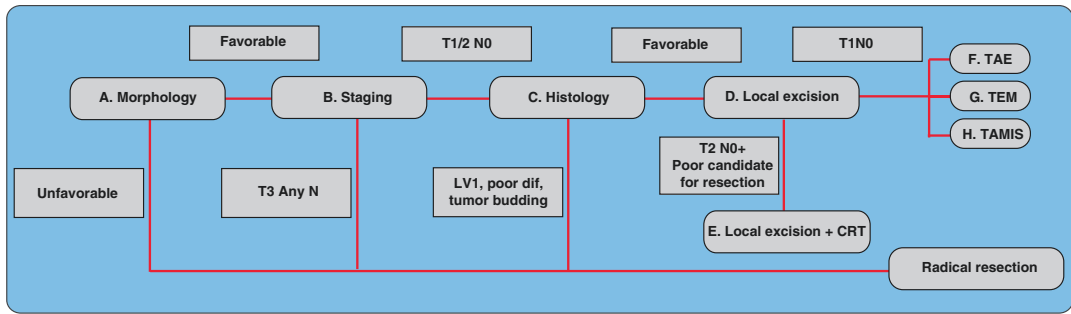 Favorable
T1/2 N0
Favorable
T1N0
A. Morphology
B. Staging
C. Histology
D. Local excision
F. TAE
G. TEM
H. TAMIS
Unfavorable
T3 Any N
LV1, poor dif,
tumor budding
T2 N0+
Poor candidate
for resection
E. Local excision + CRT
Radical resection